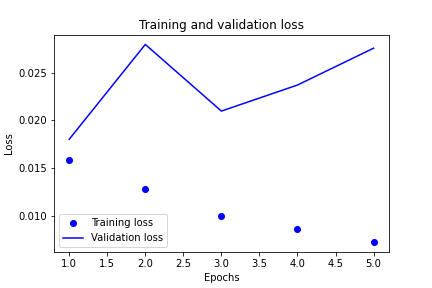 Training and validation loss
Loss
0.025
0.020
0.015
0.010
Training loss
Validation loss
1.0 1.5 2.0 2.5 3.0 3.5 4.0 4.5 5.0
Epochs